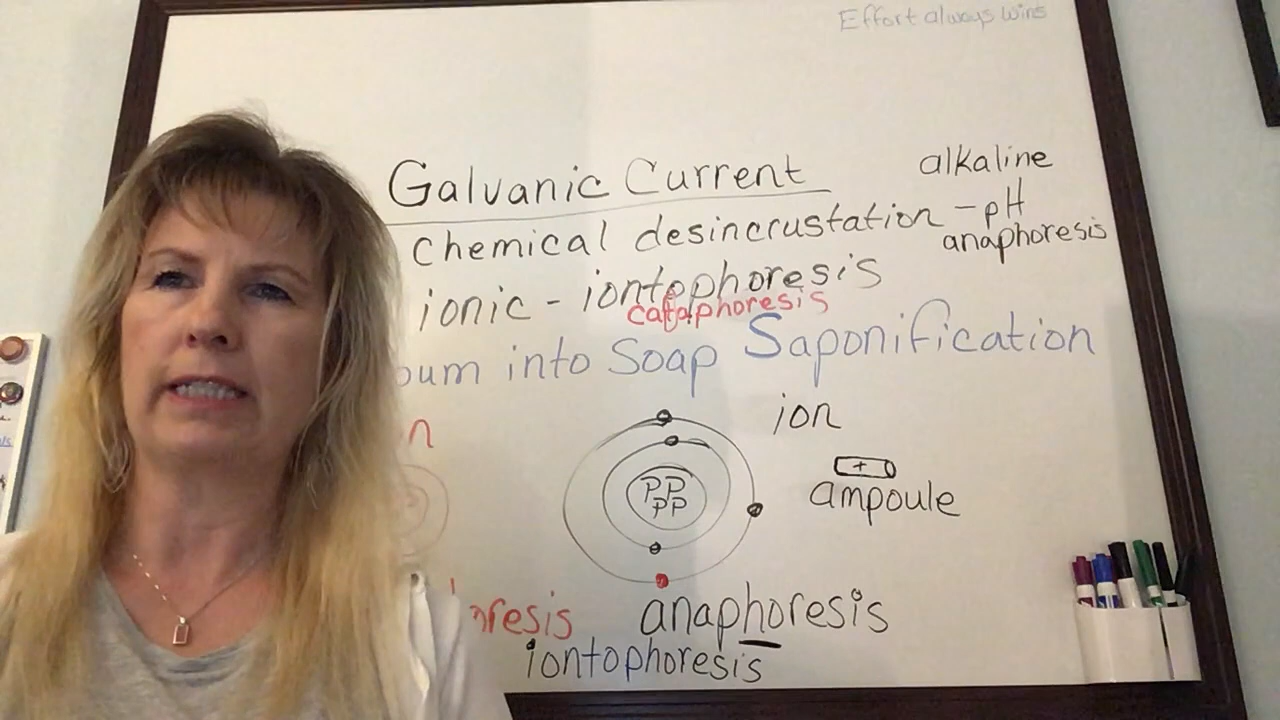 Effort always wins
Galvanic Current
alkaline
chemical desincrustation - pH
anaphoresis
ionic - iontophoresis
cataphoresis
into Soap Saponification
ion
PP
PP
+
ampoule
anaphoresis
iontophoresis